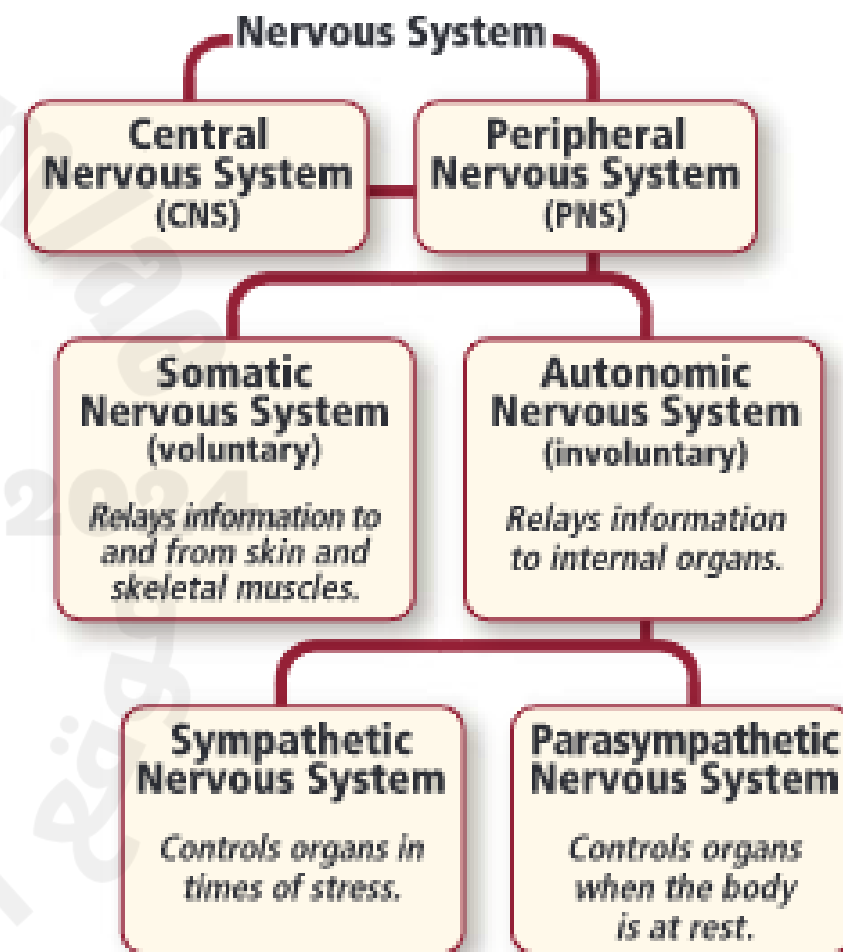 Nervous System
Central
Nervous System
(CNS)
Peripheral
Nervous System
(PNS)
Somatic
Nervous System
(voluntary)
Relays information to
and from skin and
skeletal muscles.
Autonomic
Nervous System
(involuntary)
Relays information
to internal organs.
Sympathetic
Nervous System
Controls organs in
times of stress.
Parasympathetic
Nervous System
Controls organs
when the body
is at rest.
m/ae
2024